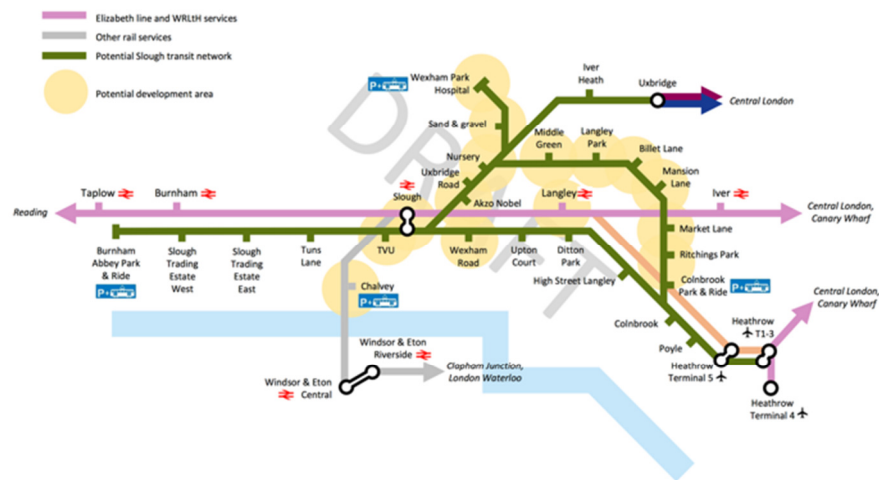 Elizabeth line and WRLtH services
Other rail services
Potential Slough transit network
Potential development area
DRAFT
P+
Wexham Park
Hospital
Iver
Heath
Uxbridge
Central London
Sand & gravel
Middle
Green
Langley
Park
Billet Lane
Nursery
Mansion
Lane
Uxbridge
Road
Taplow
Burnham
Slough
Akzo Nobel
Langley
Iver
Reading
Central London,
Canary Wharf
Market Lane
Burnham
Abbey Park
& Ride
P+
Slough
Trading
Estate
West
Slough
Trading
Estate
East
Tuns
Lane
TVU
Wexham
Road
Upton
Court
Ditton
Park
Ritchings Park
High Street Langley
Colnbrook
Park & Ride
P+
Chalvey
P+
Central London,
Canary Wharf
Colnbrook
Heathrow
T1-3
Poyle
Windsor & Eton
Riverside
Heathrow
Terminal 5
Clapham Junction,
London Waterloo
Windsor & Eton
Central
Heathrow
Terminal 4